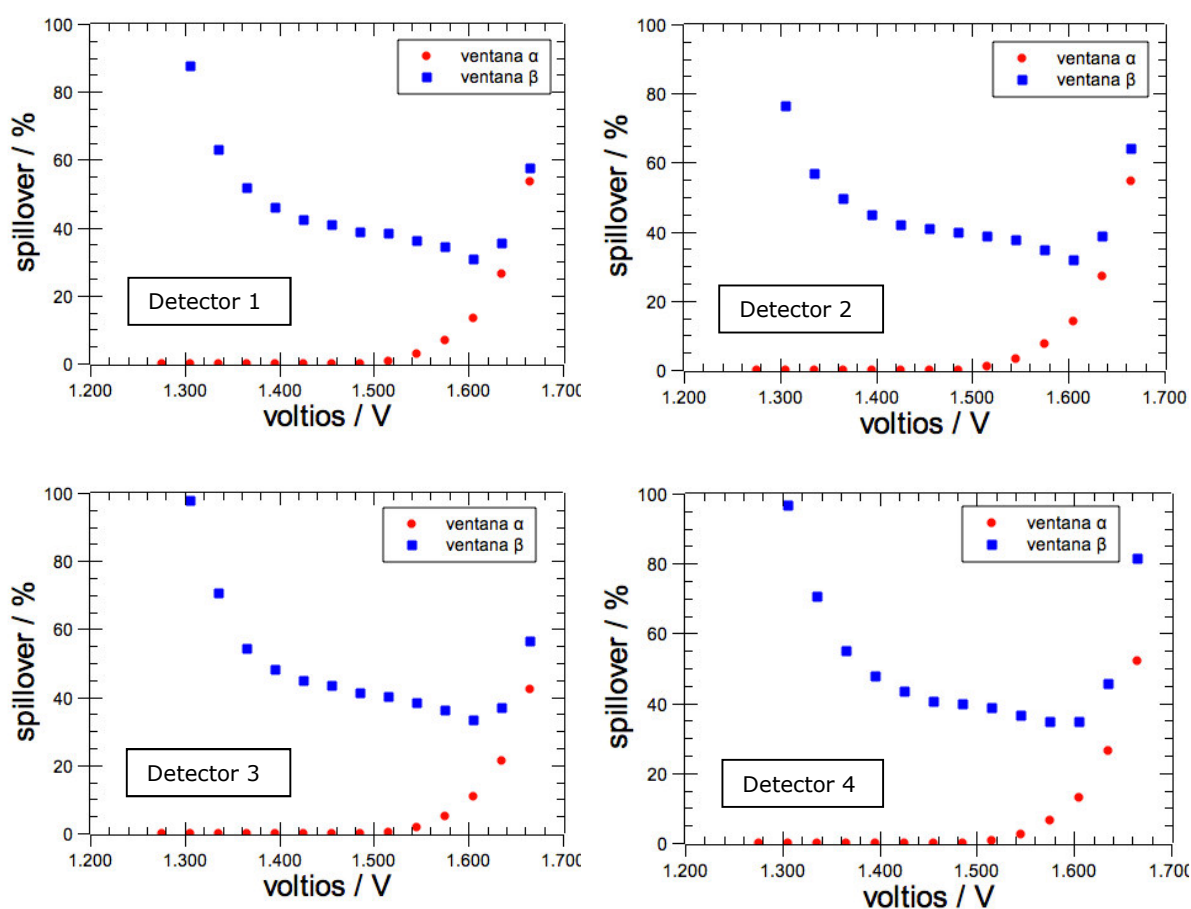 100
80
60
40
20
0
spillover / %
ventana α
ventana β
Detector 1
1.200
1.300
1.400
1.500
1.600
1.700
voltios / V
100
80
60
40
20
0
spillover / %
ventana α
ventana β
Detector 2
1.200
1.300
1.400
1.500
1.600
1.700
voltios / V
100
80
60
40
20
0
spillover / %
ventana α
ventana β
Detector 3
1.200
1.300
1.400
1.500
1.600
1.700
voltios / V
100
80
60
40
20
0
spillover / %
ventana α
ventana β
Detector 4
1.200
1.300
1.400
1.500
1.600
1.700
voltios / V